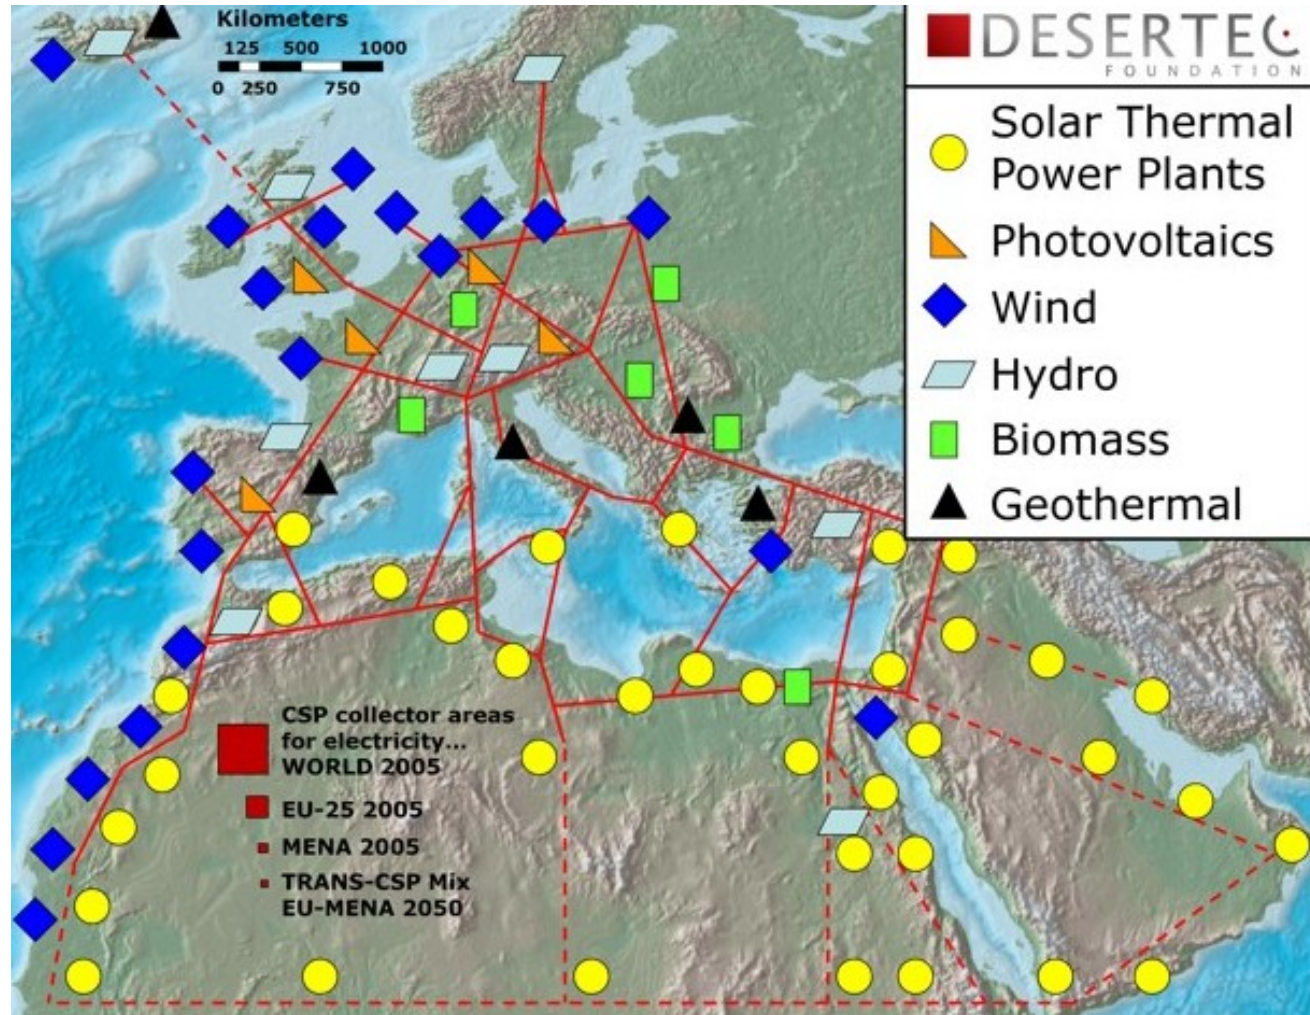 Kilometers
125 500 1000
0 250 750
DESERTEC
FOUNDATION
Solar Thermal
Power Plants
Photovoltaics
Wind
Hydro
Biomass
Geothermal
CSP collector areas
for electricity...
WORLD 2005
EU-25 2005
MENA 2005
TRANS-CSP Mix
EU-MENA 2050